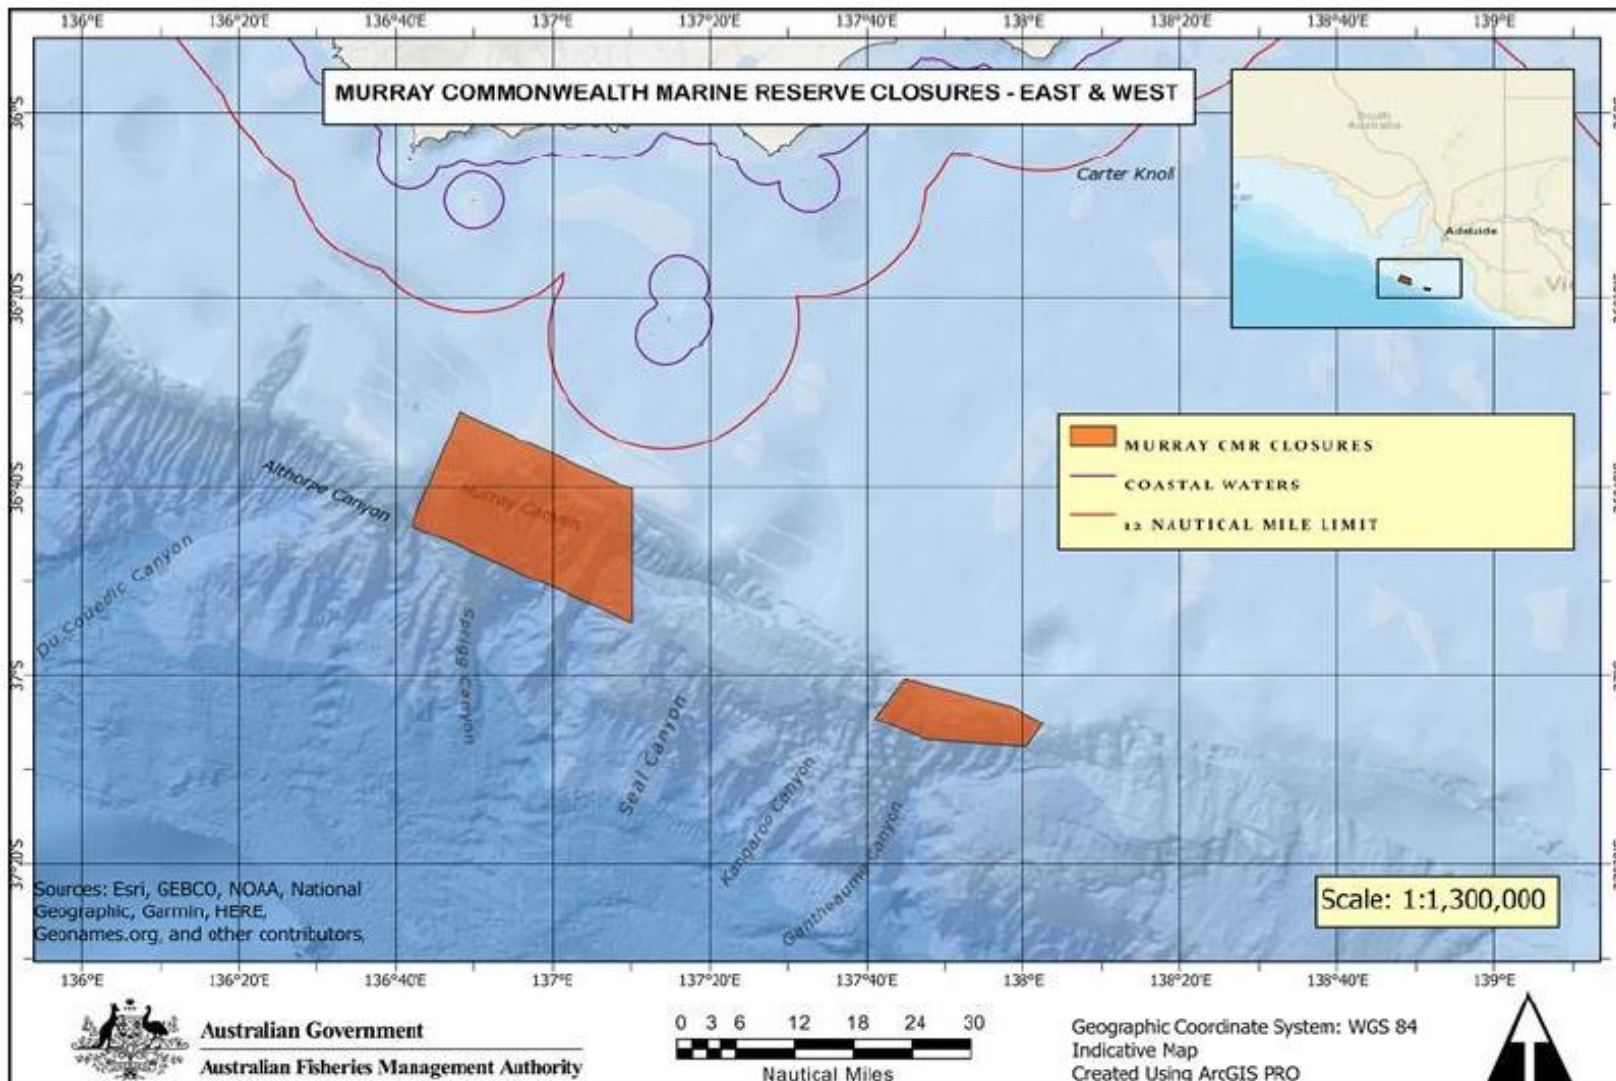 136°E 136°20'E 136°40'E 137°E 137°20'E 137°40'E 138°E 138°20'E 138°40'E 139°E
MURRAY COMMONWEALTH MARINE RESERVE CLOSURES - EAST & WEST
36°S
South
Australia
Adelaide
Carter Knoll
36°20'S
MURRAY CMR CLOSURES
COASTAL WATERS
12 NAUTICAL MILE LIMIT
36°40'S
Althorpe Canyon
Murray Canyon
Du Couedic Canyon
Sprigg Canyon
37°S
Seal Canyon
Kangaroo Canyon
Gantheaume Canyon
37°20'S
Sources: Esri, GEBCO, NOAA, National
Geographic, Garmin, HERE,
Geonames.org, and other contributors,
Scale: 1:1,300,000
136°E 136°20'E 136°40'E 137°E 137°20'E 137°40'E 138°E 138°20'E 138°40'E 139°E
Australian Government
Australian Fisheries Management Authority
0 3 6 12 18 24 30
Nautical Miles
Geographic Coordinate System: WGS 84
Indicative Map
Created Using ArcGIS PRO